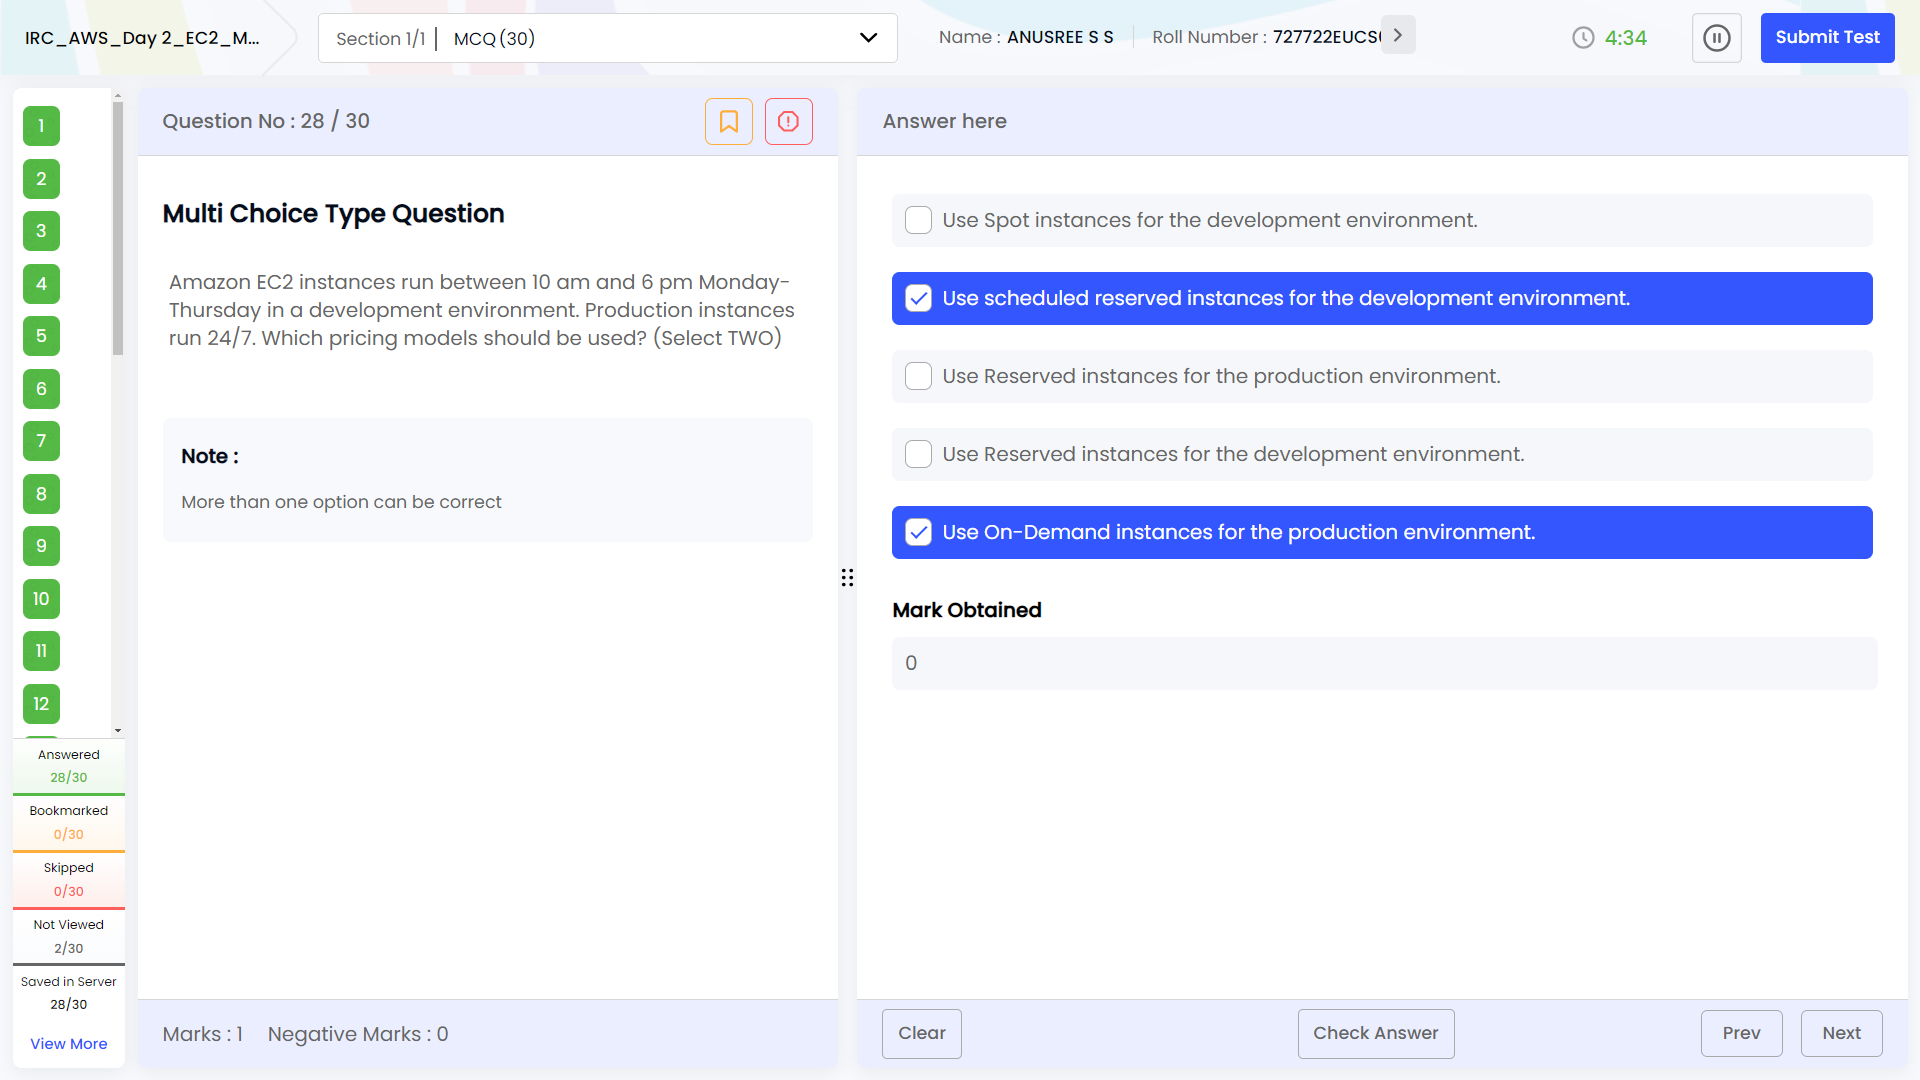 IRC_AWS_Day 2_EC2_M...
Section 1/1 | MCQ (30)
Name : ANUSREE S S
Roll Number : 727722EUCS
4:34
Submit Test
1
2
3
4
5
6
7
8
9
10
11
12
Answered
28/30
Bookmarked
0/30
Skipped
0/30
Not Viewed
2/30
Saved in Server
28/30
View More
Question No : 28 / 30
Multi Choice Type Question
Amazon EC2 instances run between 10 am and 6 pm Monday-
Thursday in a development environment. Production instances
run 24/7. Which pricing models should be used? (Select TWO)
Note :
More than one option can be correct
Marks : 1 Negative Marks : 0
Answer here
Use Spot instances for the development environment.
Use scheduled reserved instances for the development environment.
Use Reserved instances for the production environment.
Use Reserved instances for the development environment.
Use On-Demand instances for the production environment.
Mark Obtained
0
Clear
Check Answer
Prev
Next